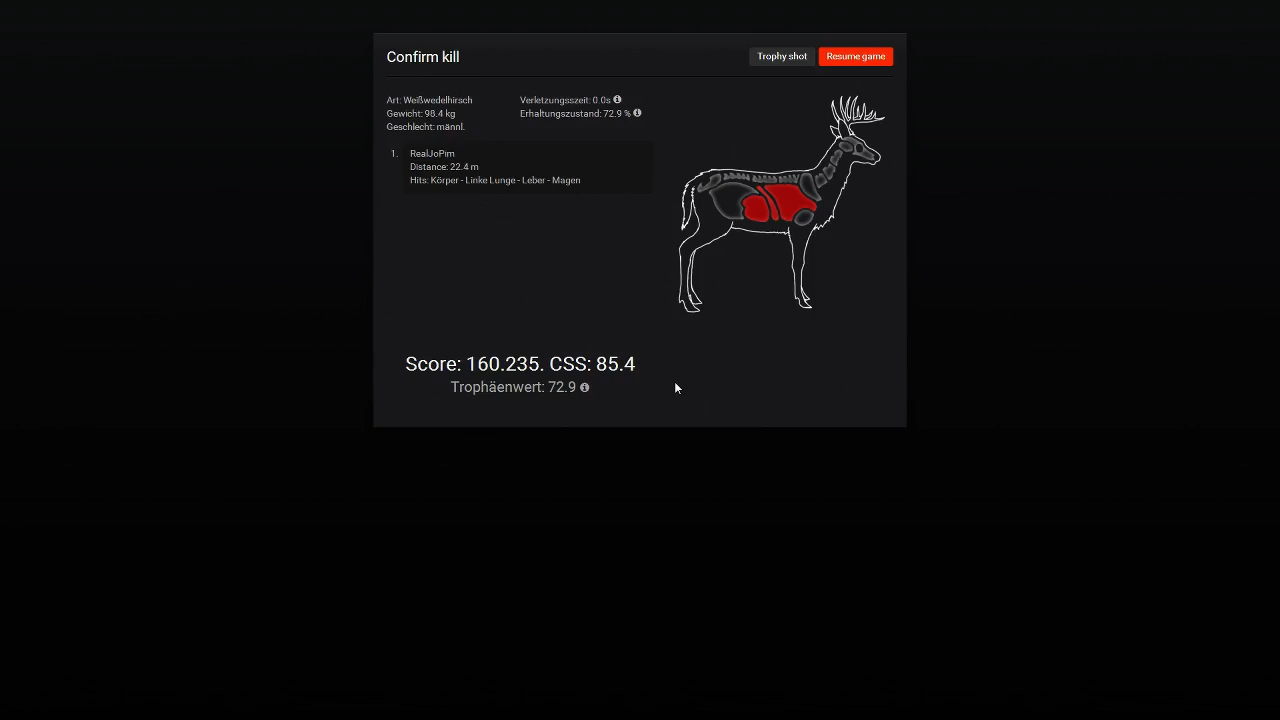 Confirm kill
Trophy shot
Resume game
Art: Weißwedelhirsch
Gewicht: 98.4 kg
Geschlecht: männl.
Verletzungsszeit: 0.0s
Erhaltungszustand: 72.9 %
1. RealJoPim
Distance: 22.4 m
Hits: Körper - Linke Lunge - Leber - Magen
Score: 160.235. CSS: 85.4
Trophäenwert: 72.9